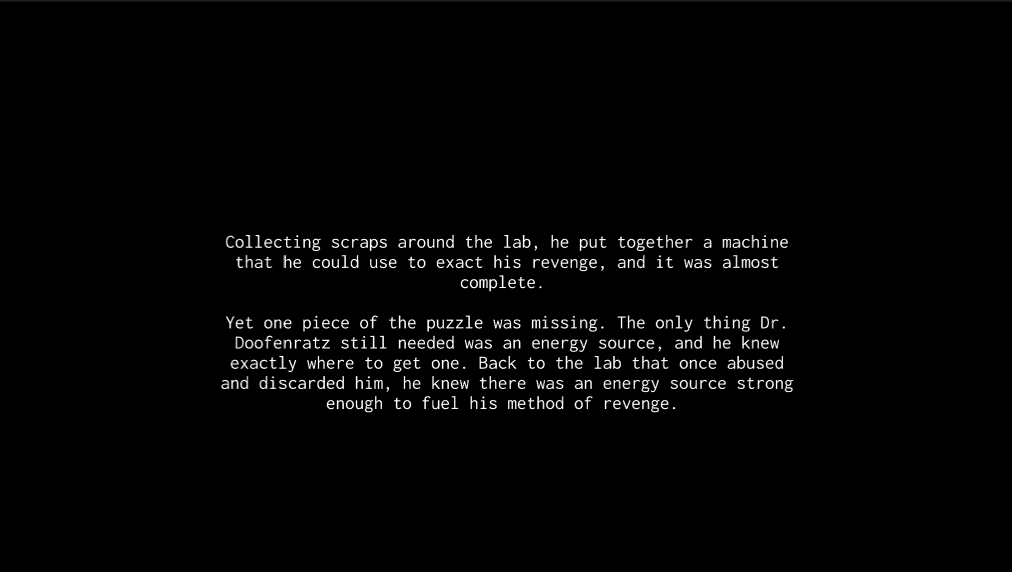 Collecting scraps around the lab, he put together a machine
that he could use to exact his revenge, and it was almost
complete.
Yet one piece of the puzzle was missing. The only thing Dr.
Doofenratz still needed was an energy source, and he knew
exactly where to get one. Back to the lab that once abused
and discarded him, he knew there was an energy source strong
enough to fuel his method of revenge.